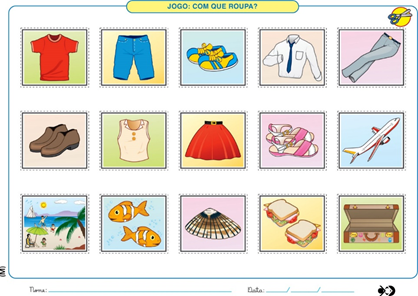 JOGO: COM QUE ROUPA?
(M)
Nome: Data: / /